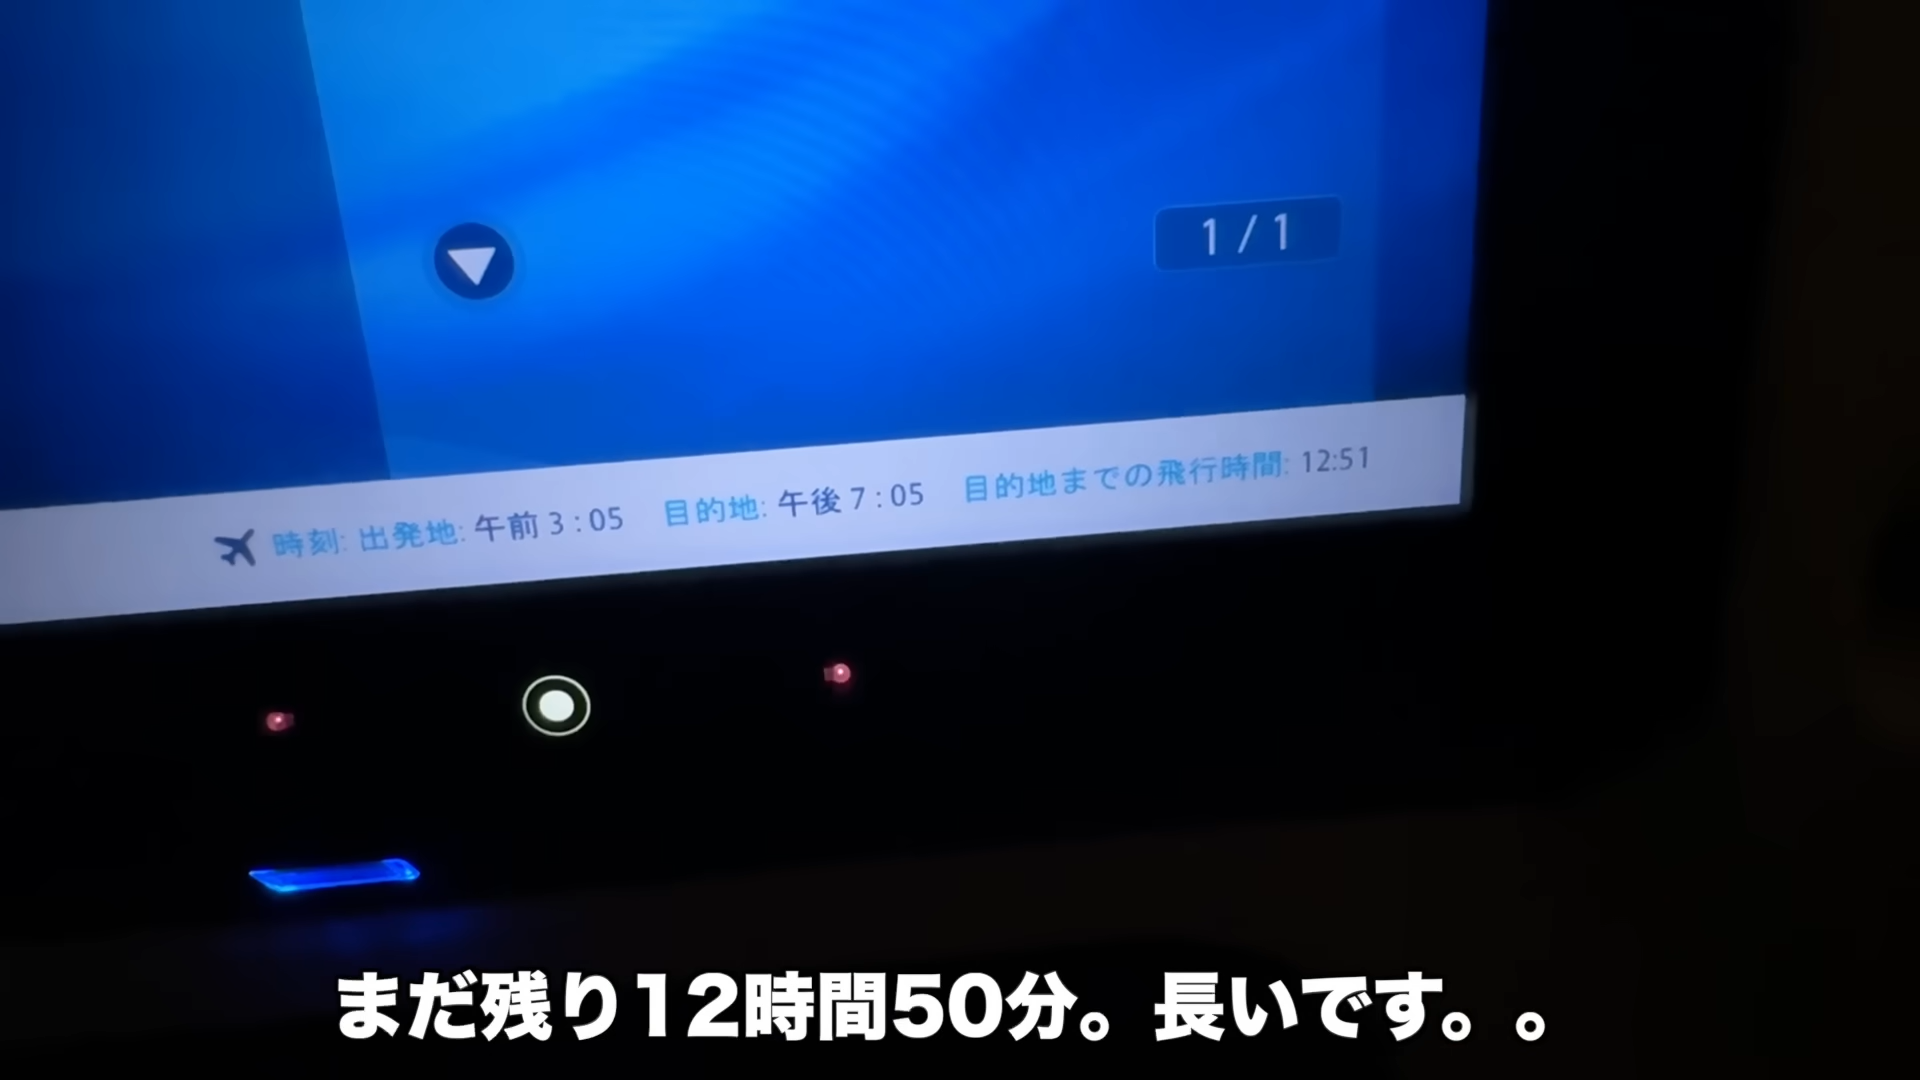 1 / 1
時刻: 出発地: 午前 3 : 05 目的地: 午後 7 : 05 目的地までの飛行時間: 12:51
まだ残り12時間50分。長いです。。